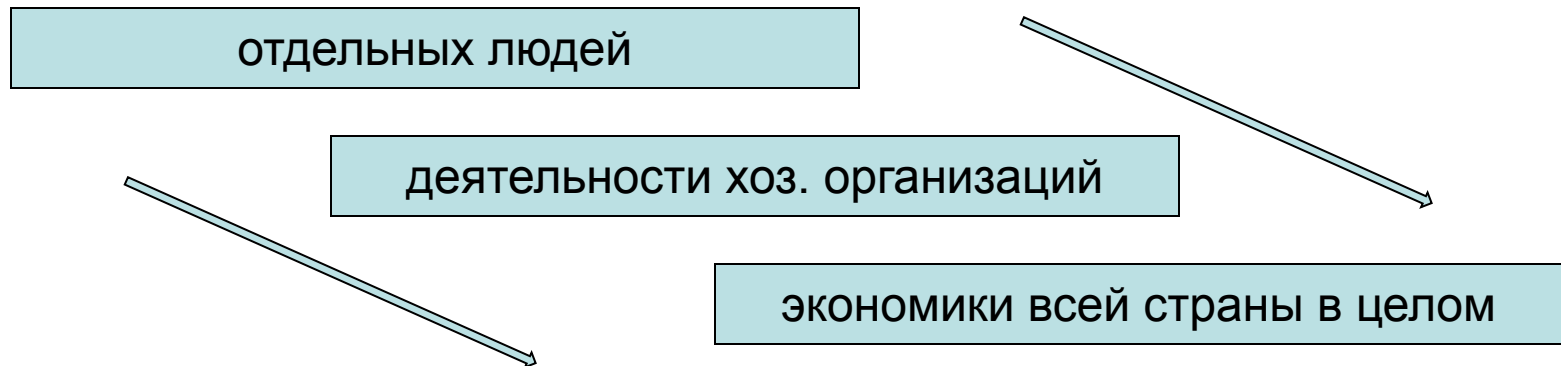 отдельных людей
деятельности хоз. организаций
экономики всей страны в целом